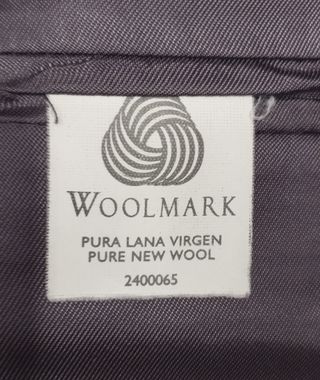 WOOLMARK
PURA LANA VIRGEN
PURE NEW WOOL
2400065